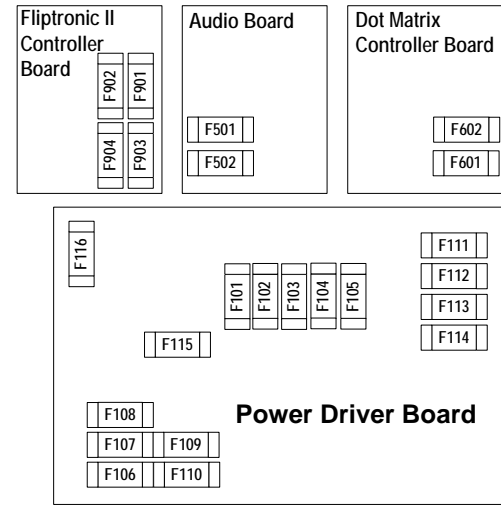 Fliptronic II
Controller
Board
F902
F901
F904
F903
Audio Board
F501
F502
Dot Matrix
Controller Board
F602
F601
F116
F101
F102
F103
F104
F105
F111
F112
F113
F114
F115
Power Driver Board
F108
F107
F109
F106
F110